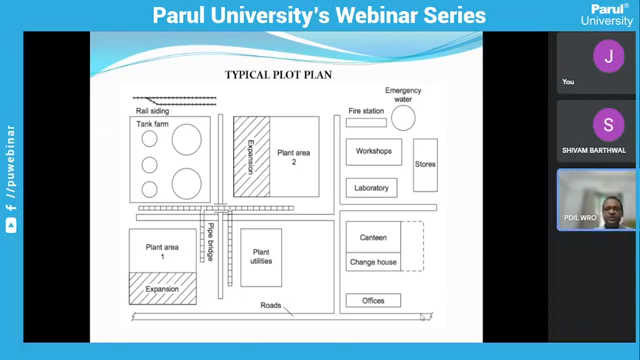 Parul University's Webinar Series
Parul®
University
TYPICAL PLOT PLAN
Emergency
water
Rail siding
Fire station
Tank farm
Expansion
Plant area
2
Workshops
Stores
Laboratory
Plant area
1
Pipe bridge
Plant
utilities
Canteen
Change house
Expansion
Offices
Roads
J
You
S
SHIVAM BARTHWAL
PDIL WRO
f // puwebinar